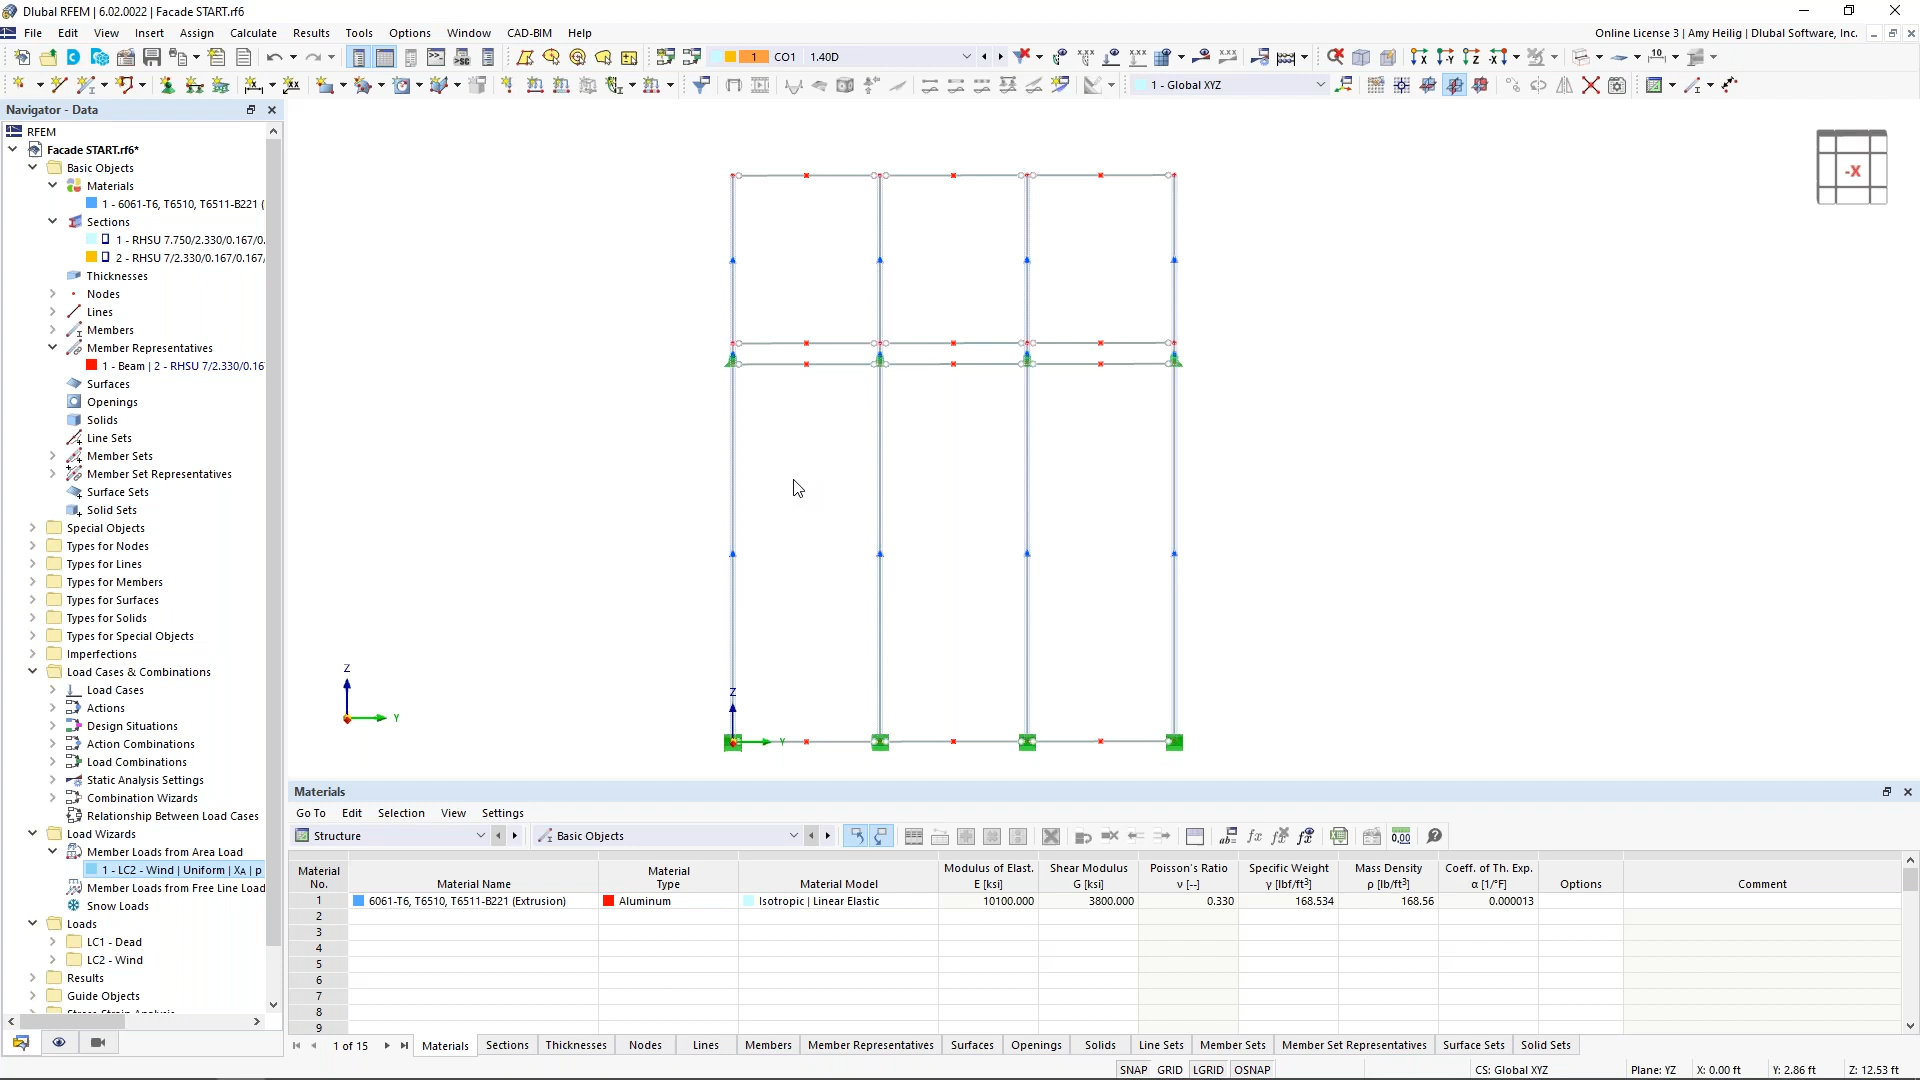 Dlubal RFEM | 6.02.0022 | Facade START.rf6
File Edit View Insert Assign Calculate Results Tools Options Window CAD-BIM Help
Online License 3 | Amy Heilig | Dlubal Software, Inc.
1 CO1 1.40D
1 - Global XYZ
Navigator - Data
RFEM
Facade START.rf6*
Basic Objects
Materials
1 - 6061-T6, T6510, T6511-B221 (
Sections
1 - RHSU 7.750/2.330/0.167/0.
2 - RHSU 7/2.330/0.167/0.167/
Thicknesses
Nodes
Lines
Members
Member Representatives
1 - Beam | 2 - RHSU 7/2.330/0.16
Surfaces
Openings
Solids
Line Sets
Member Sets
Member Set Representatives
Surface Sets
Solid Sets
Special Objects
Types for Nodes
Types for Lines
Types for Members
Types for Surfaces
Types for Solids
Types for Special Objects
Imperfections
Load Cases & Combinations
Load Cases
Actions
Design Situations
Action Combinations
Load Combinations
Static Analysis Settings
Combination Wizards
Relationship Between Load Cases
Load Wizards
Member Loads from Area Load
1 - LC2 - Wind | Uniform | XA | p
Member Loads from Free Line Load
Snow Loads
Loads
LC1 - Dead
LC2 - Wind
Results
Guide Objects
-X
Z
Y
Z
Y
Materials
Go To Edit Selection View Settings
Structure Basic Objects
Material No. Material Name Material Type Material Model Modulus of Elast. E [ksi] Shear Modulus G [ksi] Poisson's Ratio ν [--] Specific Weight γ [lbf/ft³] Mass Density ρ [lb/ft³] Coeff. of Th. Exp. α [1/°F] Options Comment
1 6061-T6, T6510, T6511-B221 (Extrusion) Aluminum Isotropic | Linear Elastic 10100.000 3800.000 0.330 168.534 168.56 0.000013
2
3
4
5
6
7
8
9
1 of 15 Materials Sections Thicknesses Nodes Lines Members Member Representatives Surfaces Openings Solids Line Sets Member Sets Member Set Representatives Surface Sets Solid Sets
SNAP GRID LGRID OSNAP CS: Global XYZ Plane: YZ X: 0.00 ft Y: 2.86 ft Z: 12.53 ft